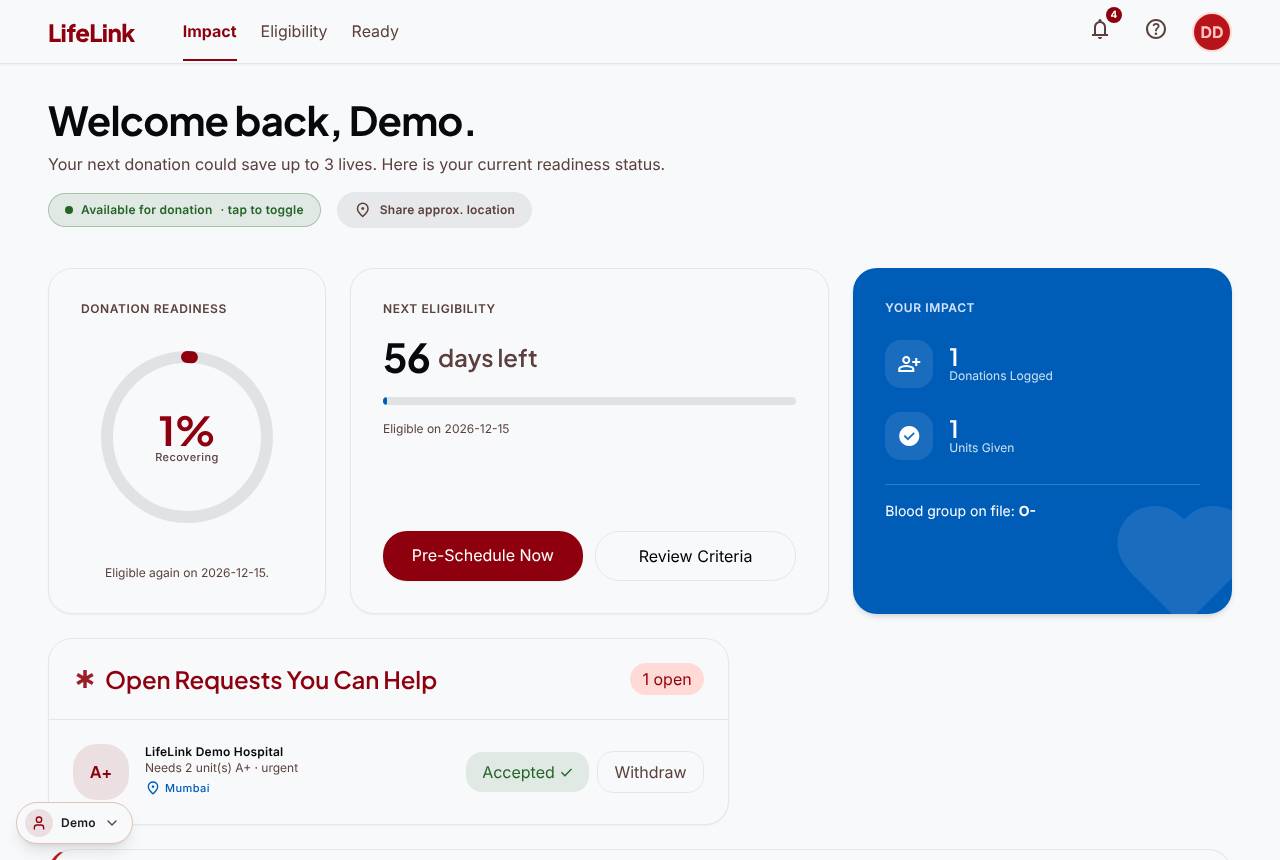 LifeLink
Impact
Eligibility
Ready
4
DD
Welcome back, Demo.
Your next donation could save up to 3 lives. Here is your current readiness status.
Available for donation · tap to toggle
Share approx. location
DONATION READINESS
1%
Recovering
Eligible again on 2026-12-15.
NEXT ELIGIBILITY
56 days left
Eligible on 2026-12-15
Pre-Schedule Now
Review Criteria
YOUR IMPACT
1
Donations Logged
1
Units Given
Blood group on file: O-
Open Requests You Can Help
1 open
A+
LifeLink Demo Hospital
Needs 2 unit(s) A+ · urgent
Mumbai
Accepted ✓
Withdraw
Demo